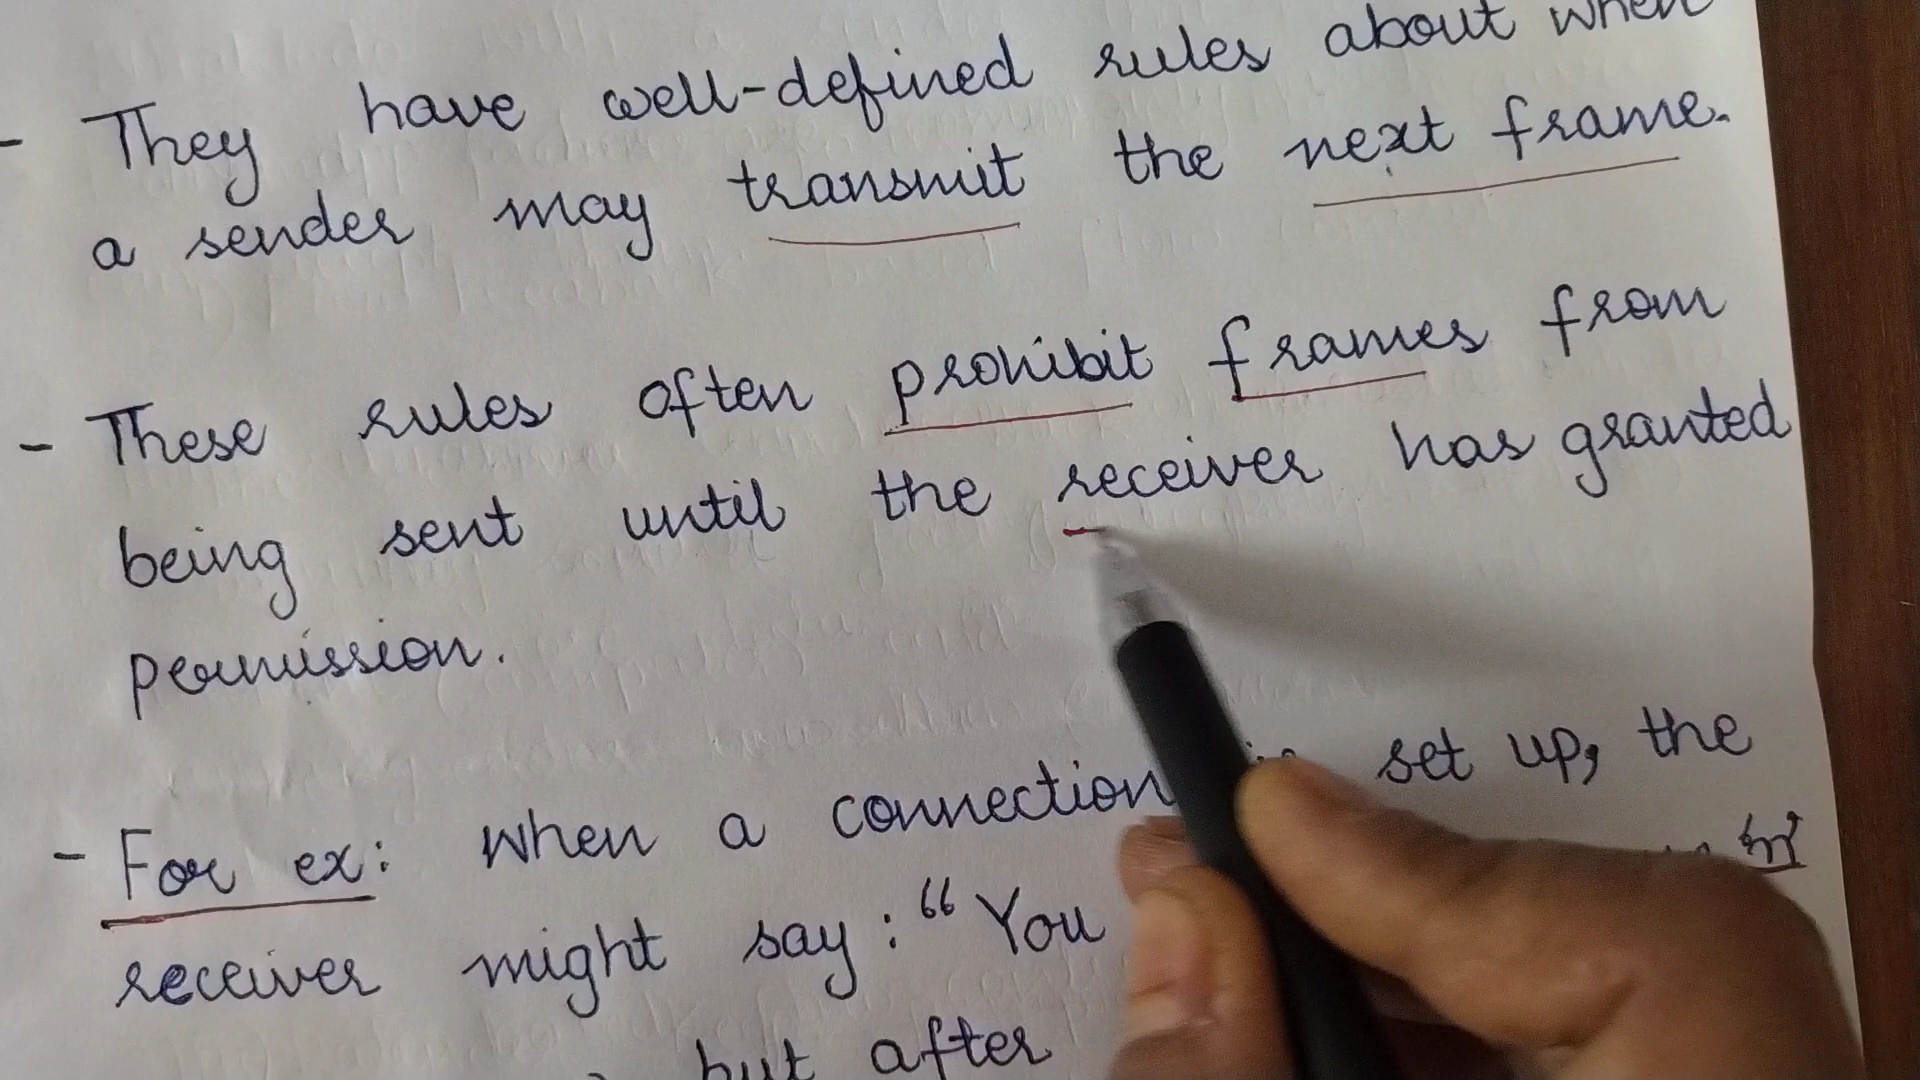 - They have well-defined rules about when
a sender may transmit the next frame.
- These rules often prohibit frames from
being sent until the receiver has granted
permission.
- For ex: When a connection is set up, the
receiver might say: "You
but after